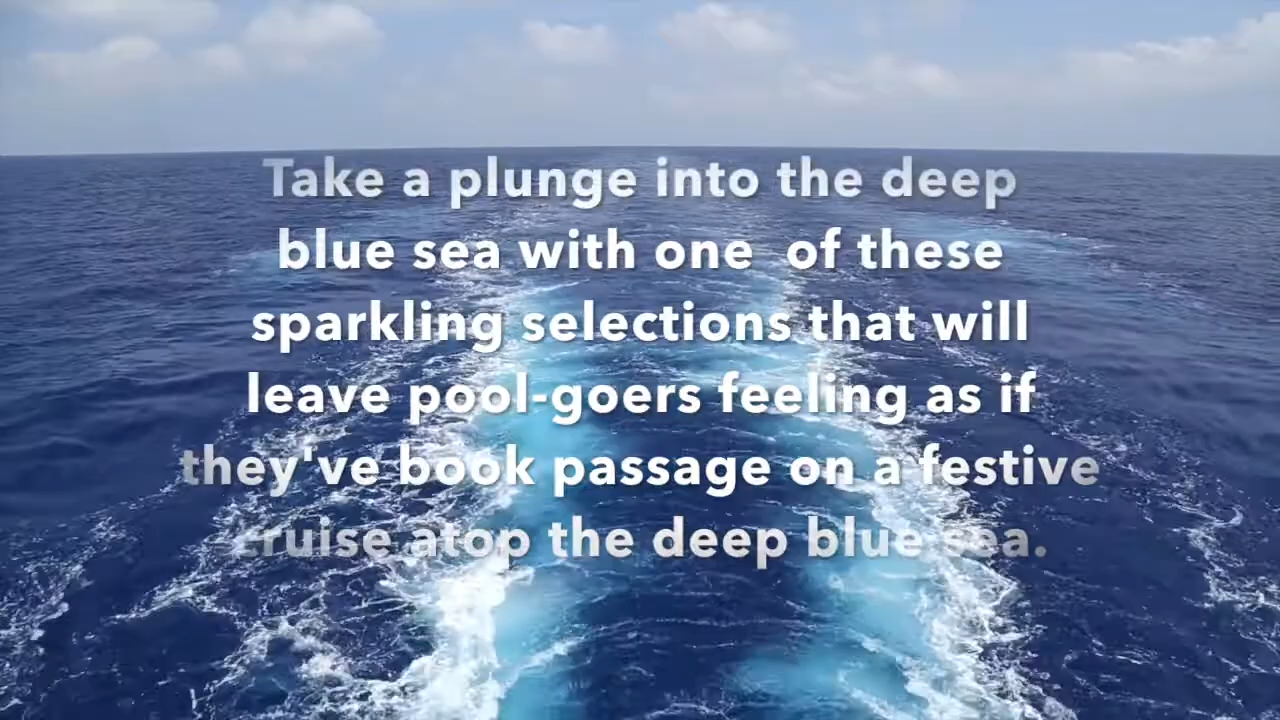 Take a plunge into the deep
blue sea with one  of these
sparkling selections that will
leave pool-goers feeling as if
they've book passage on a festive
cruise atop the deep blue sea.